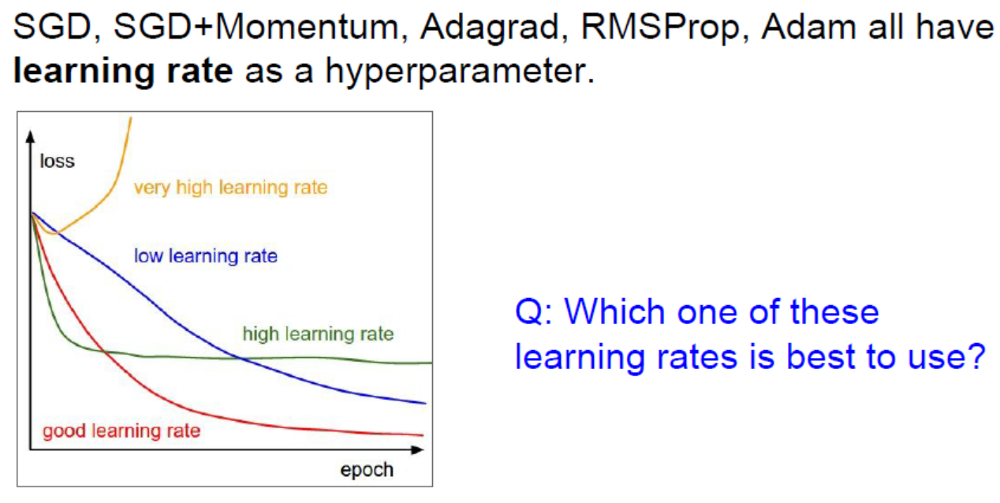 SGD, SGD+Momentum, Adagrad, RMSProp, Adam all have
learning rate as a hyperparameter.
loss
very high learning rate
low learning rate
high learning rate
good learning rate
epoch
Q: Which one of these
learning rates is best to use?